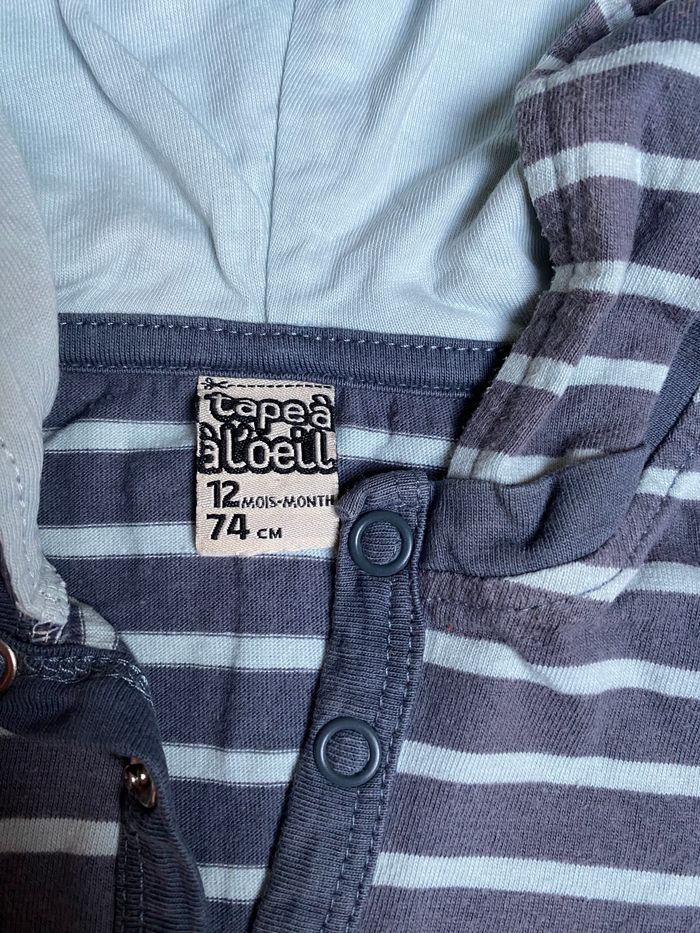 tape à
à l'oeil
12 MOIS-MONTH
74 CM